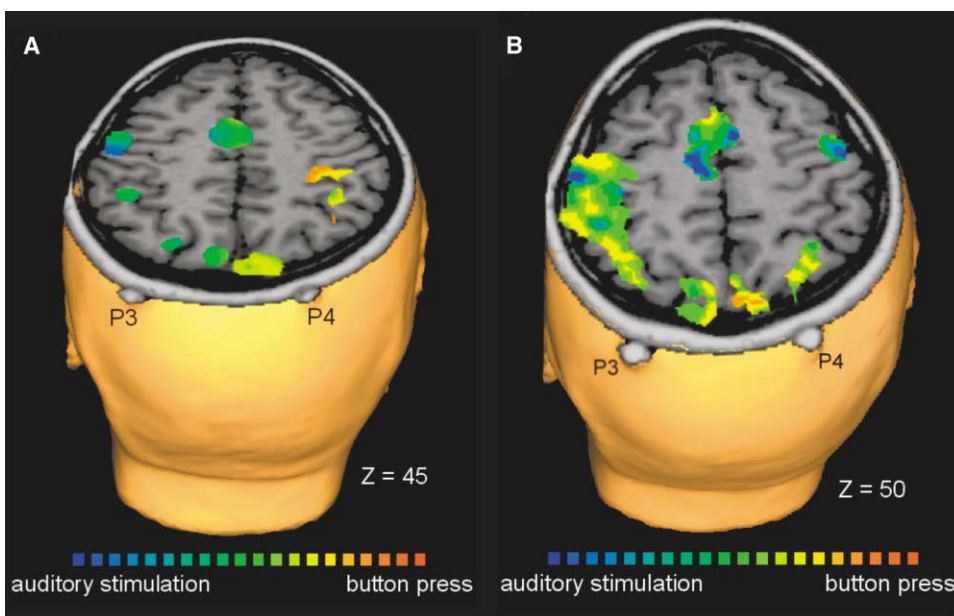 A
P3 P4
Z = 45
auditory stimulation button press
B
P3 P4
Z = 50
auditory stimulation button press